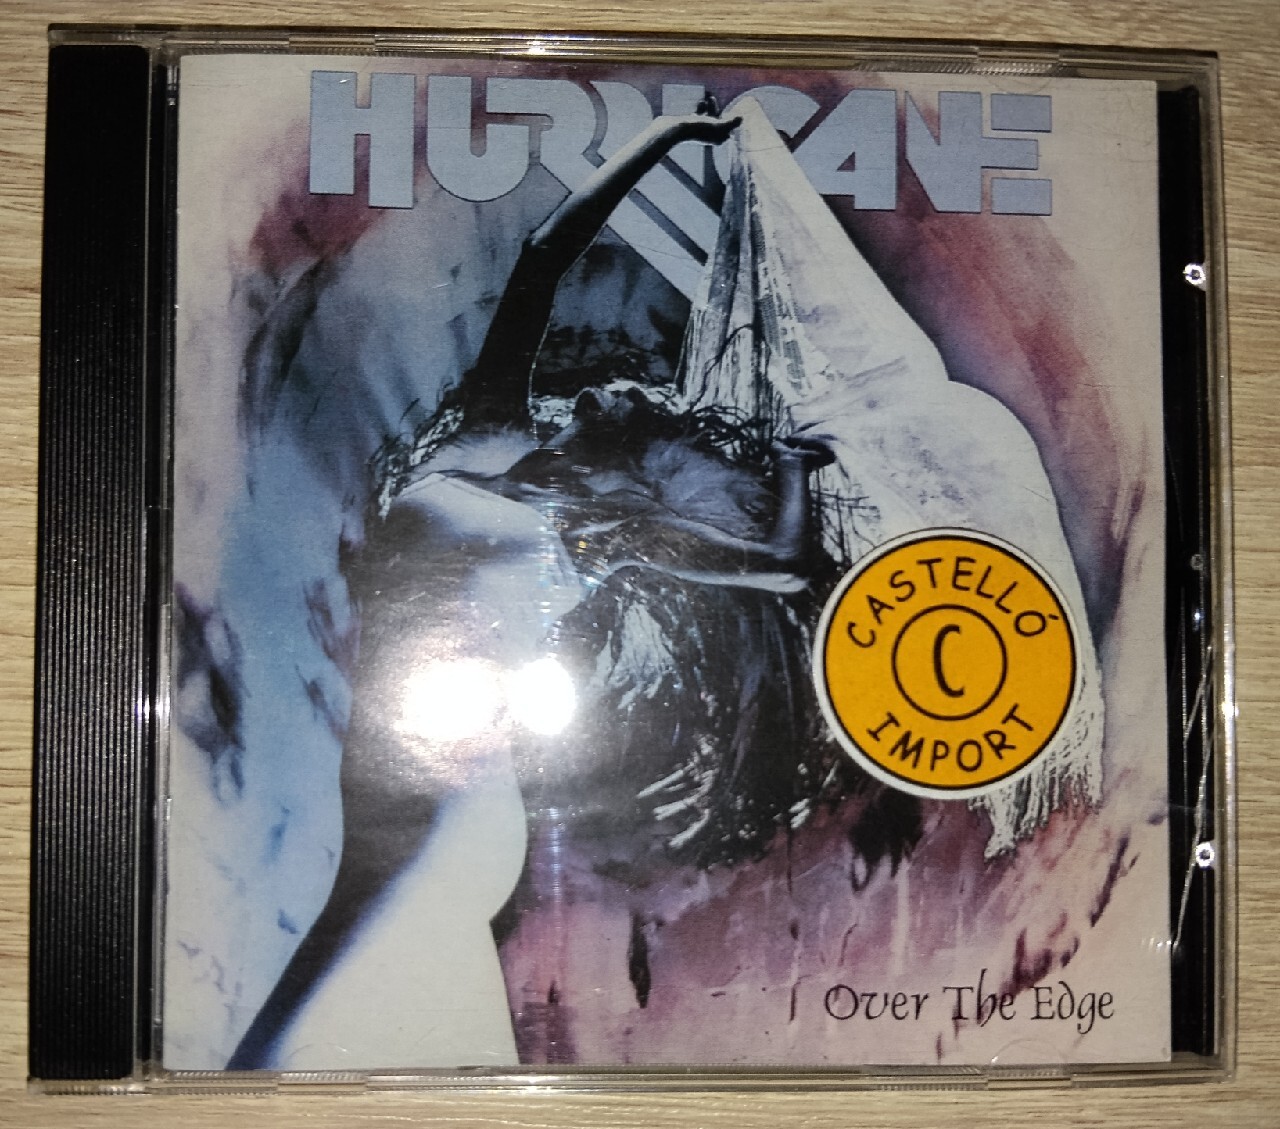 HURRICANE
CASTELLÓ
C
IMPORT
Over The Edge